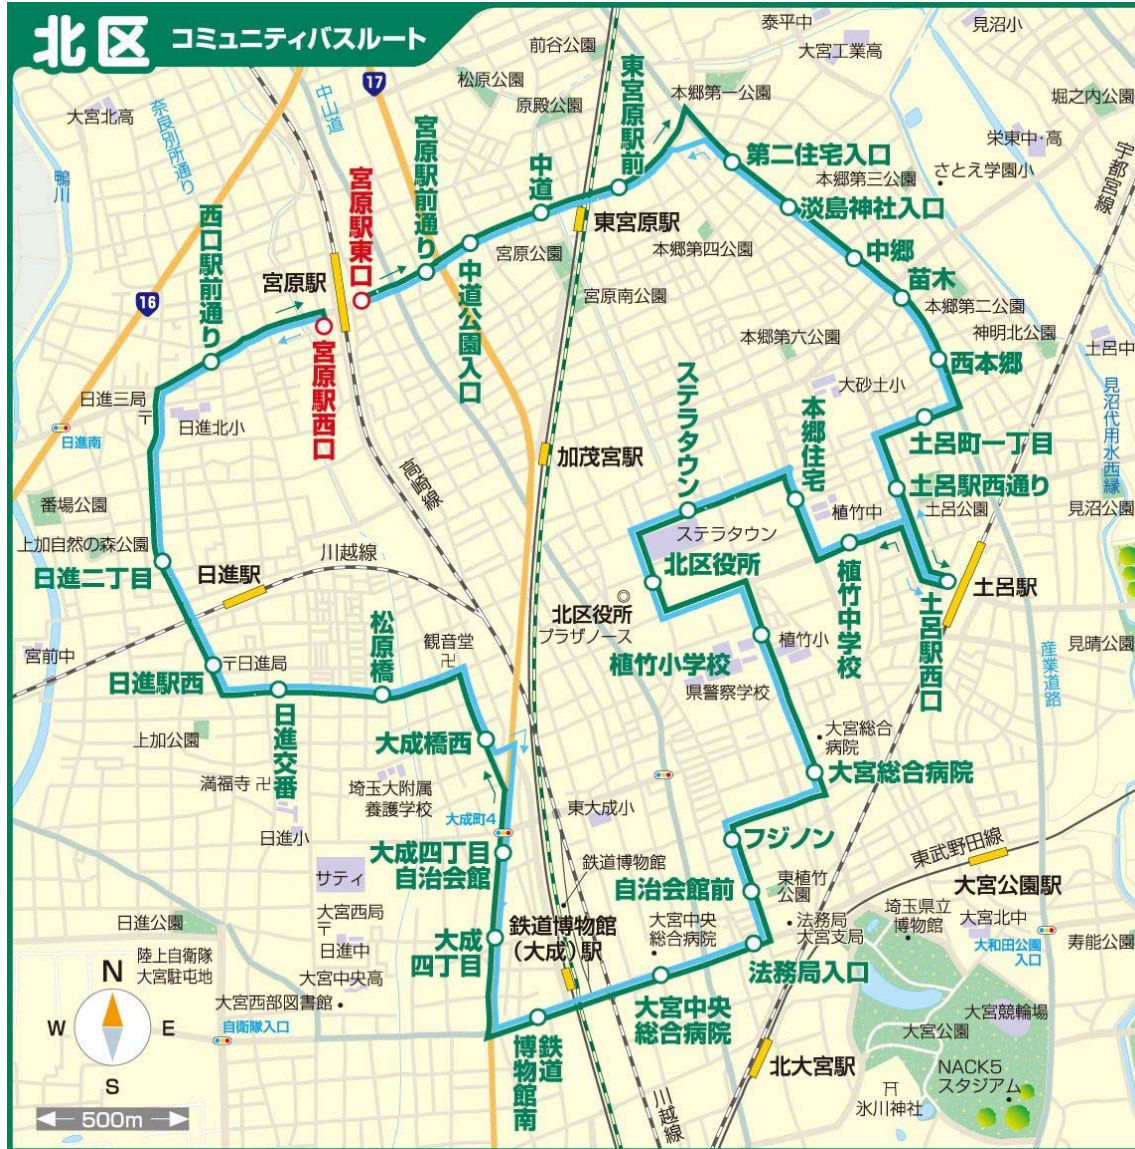 北区 コミュニティバスルート
泰平中
見沼小
前谷公園
大宮工業高
松原公園
原殿公園
東宮原駅前
本郷第一公園
堀之内公園
大宮北高
奈良別所通り
中山道
17
宮原駅前通り
中道
第二住宅入口
栄東中・高
宇都宮線
鴨川
宮原駅東口
本郷第三公園
さとえ学園小
淡島神社入口
西口駅前通り
東宮原駅
宮原公園
本郷第四公園
中郷
宮原駅
中道公園入口
苗木
16
宮原南公園
本郷第二公園
神明北公園
宮原駅西口
本郷第六公園
土呂中
西本郷
日進三局
大砂土小
見沼代用水西縁
日進北小
日進南
ステラタウン
本郷住宅
土呂町一丁目
高崎線
加茂宮駅
土呂駅西通り
番場公園
植竹中
土呂公園
見沼公園
上加自然の森公園
ステラタウン
川越線
日進二丁目
日進駅
北区役所
植竹中学校
土呂駅
北区役所
プラザノース
土呂駅西口
松原橋
観音堂
植竹小
見晴公園
宮前中
〒日進局
植竹小学校
産業道路
日進駅西
県警察学校
日進交番
上加公園
大成橋西
大宮総合
病院
大宮総合病院
満福寺 卍
埼玉大附属
養護学校
大成町4
東大成小
日進小
フジノン
東武野田線
大成四丁目
自治会館
鉄道博物館
サティ
自治会館前
東植竹
公園
大宮公園駅
大宮西局
大宮中央
総合病院
埼玉県立
博物館
大宮北中
日進公園
鉄道博物館
(大成)駅
法務局
大宮支局
日進中
大成
四丁目
大和田公園
入口
寿能公園
陸上自衛隊
大宮駐屯地
N
大宮中央高
法務局入口
大宮西部図書館
大宮中央
総合病院
大宮競輪場
W E
自衛隊入口
鉄道
博物館南
大宮公園
北大宮駅
NACK5
スタジアム
S
氷川神社
500m
川越線